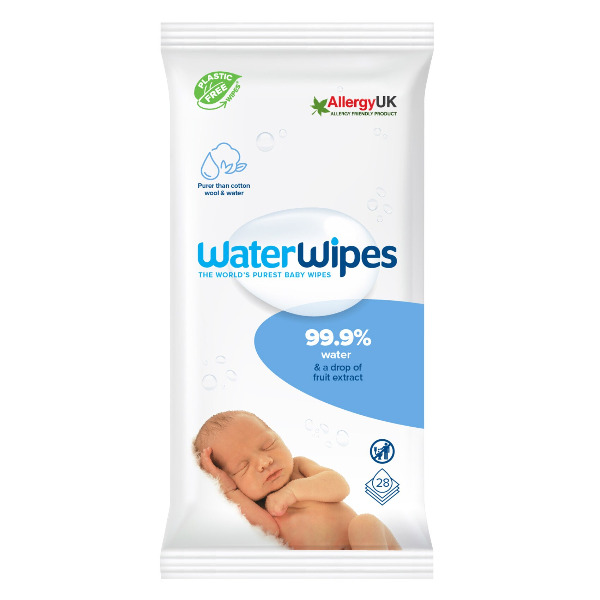 PLASTIC
FREE
WIPES
AllergyUK
ALLERGY FRIENDLY PRODUCT
Purer than cotton
wool & water
WaterWipes
THE WORLD'S PUREST BABY WIPES
99.9%
water
& a drop of
fruit extract
28